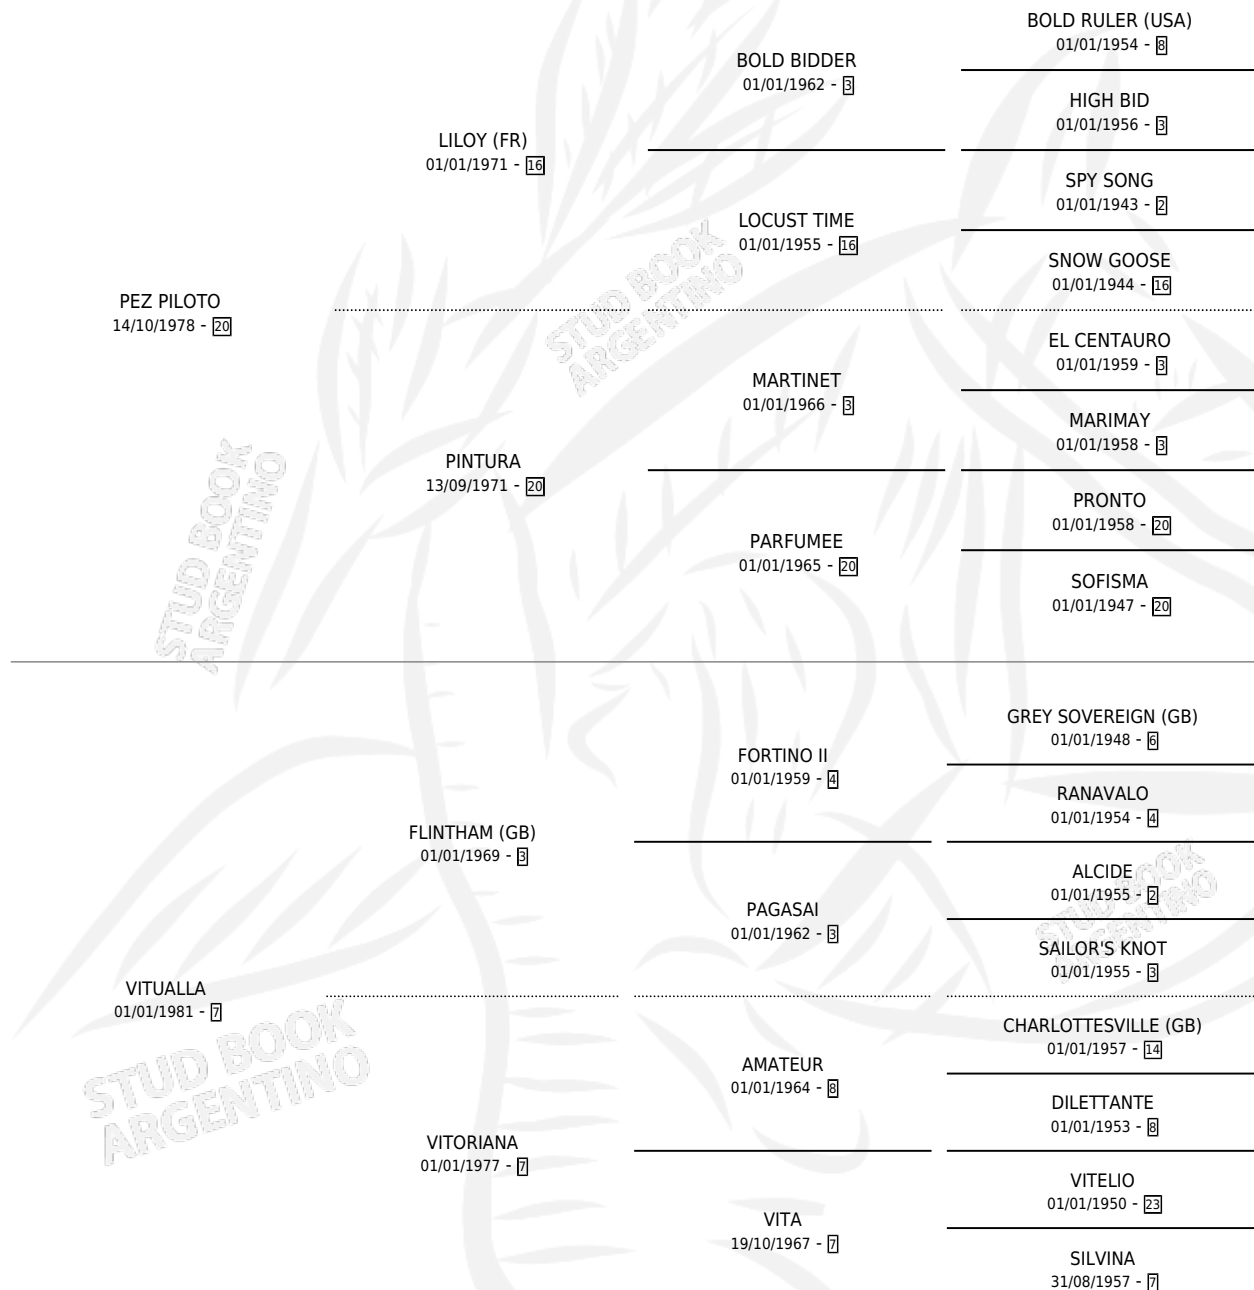 BOLD RULER (USA)
01/01/1954 - 8
BOLD BIDDER
01/01/1962 - 3
HIGH BID
01/01/1956 - 3
LILOY (FR)
01/01/1971 - 16
SPY SONG
01/01/1943 - 2
LOCUST TIME
01/01/1955 - 16
SNOW GOOSE
01/01/1944 - 16
PEZ PILOTO
14/10/1978 - 20
STUD BOOK
ARGENTINO
EL CENTAURO
01/01/1959 - 3
MARTINET
01/01/1966 - 3
MARIMAY
01/01/1958 - 3
PINTURA
13/09/1971 - 20
PRONTO
01/01/1958 - 20
PARFUMEE
01/01/1965 - 20
SOFISMA
01/01/1947 - 20
STUD BOOK
ARGENTINO
GREY SOVEREIGN (GB)
01/01/1948 - 6
FORTINO II
01/01/1959 - 4
RANAVALO
01/01/1954 - 4
FLINTHAM (GB)
01/01/1969 - 3
ALCIDE
01/01/1955 - 2
PAGASAI
01/01/1962 - 3
SAILOR'S KNOT
01/01/1955 - 3
STUD BOOK
ARGENTINO
VITUALLA
01/01/1981 - 7
CHARLOTTESVILLE (GB)
01/01/1957 - 14
AMATEUR
01/01/1964 - 8
DILETTANTE
01/01/1953 - 8
STUD BOOK
ARGENTINO
VITORIANA
01/01/1977 - 7
VITELIO
01/01/1950 - 23
VITA
19/10/1967 - 7
SILVINA
31/08/1957 - 7